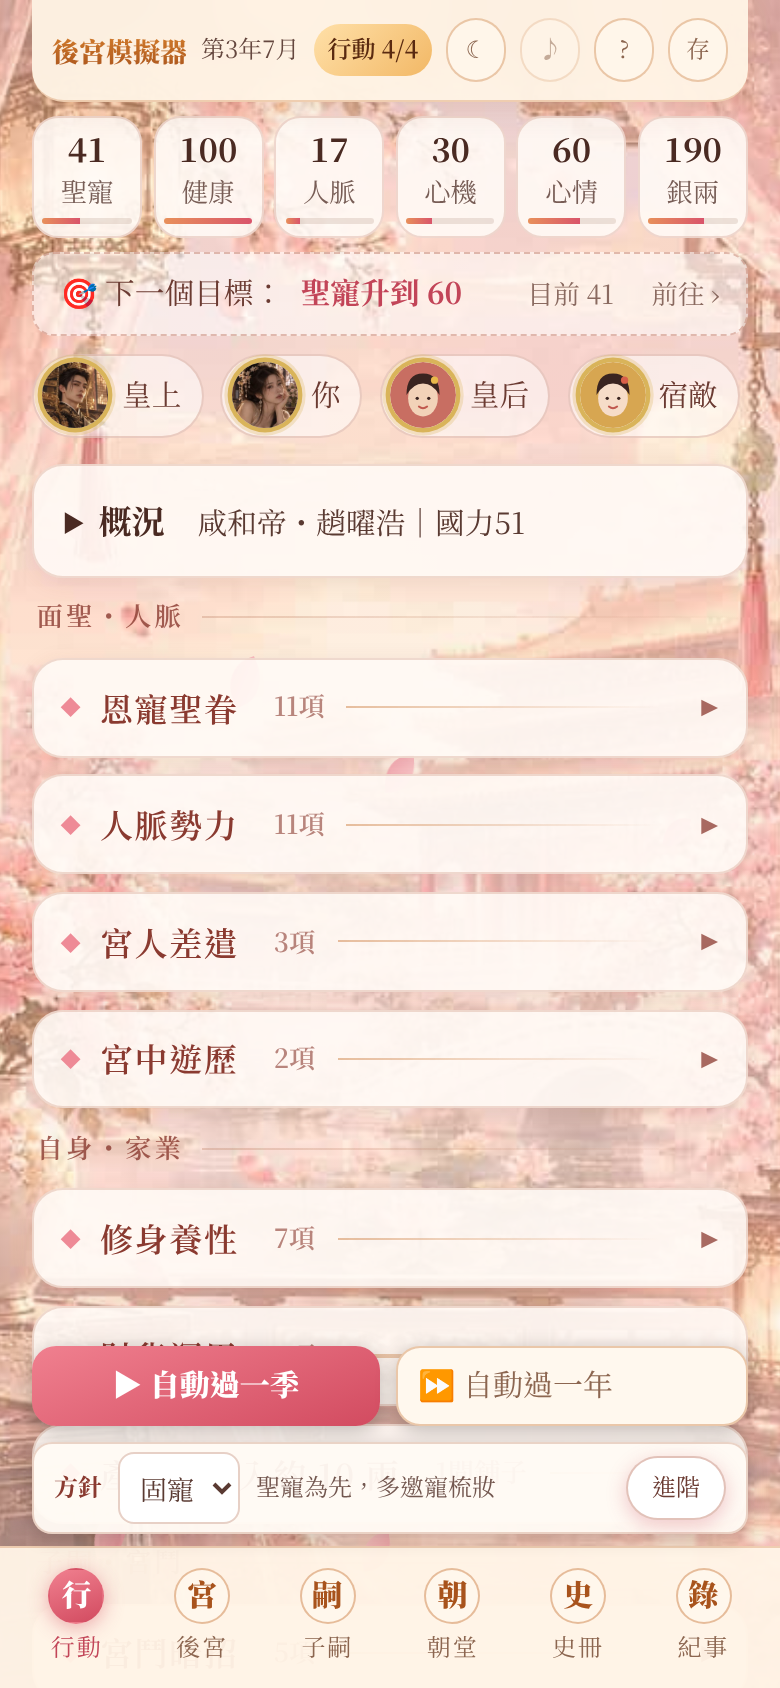 後宮模擬器 第3年7月 行動 4/4 ☾ ♪ ? 存
41 100 17 30 60 190
聖寵 健康 人脈 心機 心情 銀兩
🎯 下一個目標： 聖寵升到 60 目前 41 前往 ›
皇上 你 皇后 宿敵
▶ 概況 咸和帝・趙曜浩｜國力51
面聖・人脈
◆ 恩寵聖眷 11項 ▶
◆ 人脈勢力 11項 ▶
◆ 宮人差遣 3項 ▶
◆ 宮中遊歷 2項 ▶
自身・家業
◆ 修身養性 7項 ▶
▶ 自動過一季 ⏩ 自動過一年
方針 固寵 聖寵為先，多邀寵梳妝 進階
行 宮 嗣 朝 史 錄
行動 後宮 子嗣 朝堂 史冊 紀事